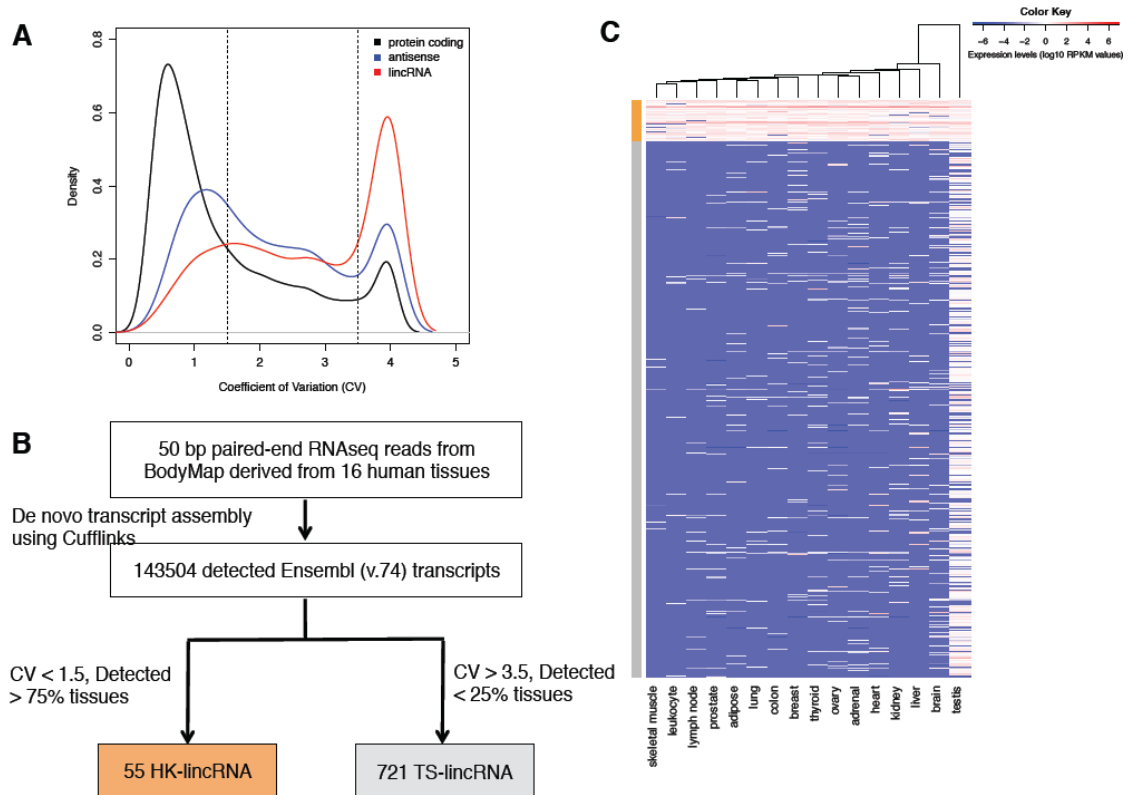 A
0.8
0.6
0.4
0.2
0.0
Density
protein coding
antisense
lincRNA
0 1 2 3 4 5
Coefficient of Variation (CV)
B
50 bp paired-end RNAseq reads from
BodyMap derived from 16 human tissues
De novo transcript assembly
using Cufflinks
143504 detected Ensembl (v.74) transcripts
CV < 1.5, Detected
> 75% tissues
CV > 3.5, Detected
< 25% tissues
55 HK-lincRNA
721 TS-lincRNA
C
Color Key
−6 −4 −2 0 2 4 6
Expression levels (log10 RPKM values)
skeletal muscle
leukocyte
lymph node
prostate
adipose
lung
colon
breast
thyroid
ovary
adrenal
heart
kidney
liver
brain
testis